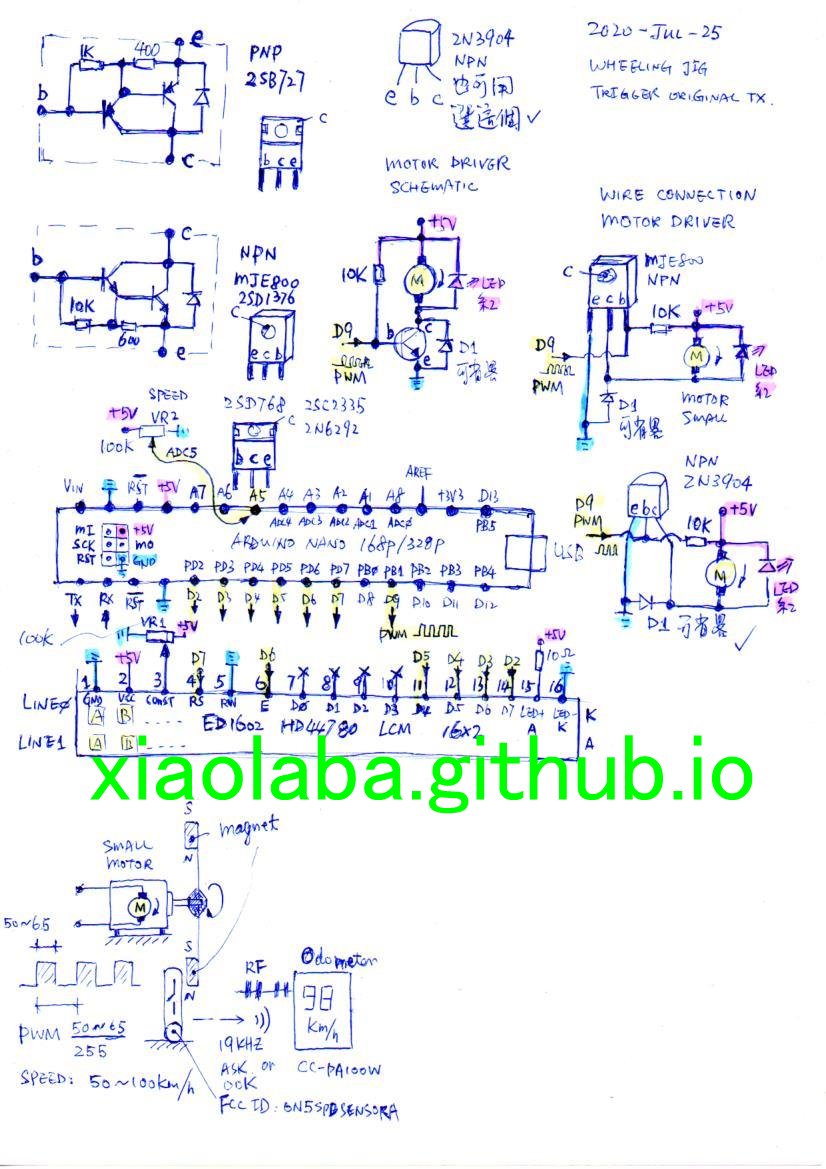 2020-JUL-25
WHEELING JIG
TRIGGER ORIGINAL TX.
PNP
2SB727
1K
400
b
e
c
C
b c e
2N3904
NPN
也可用
選這個 ✓
e b c
MOTOR DRIVER
SCHEMATIC
+5V
10K
M
LED
紅
D9
PWM
b
c
e
D1
可省畧
WIRE CONNECTION
MOTOR DRIVER
MJE800
NPN
C
e c b
10K
+5V
D9
PWM
M
LED
紅
D1
可省畧
MOTOR
SMALL
NPN
MJE800
2SD1376
b
c
e
10K
600
C
e c b
2SD768
2SC2335
2N6292
C
b c e
SPEED
+5V
VR2
100K
ADC5
NPN
2N3904
e b c
D9
PWM
10K
+5V
M
LED
紅
D1 可省畧 ✓
VIN RST +5V A7 A6 A5 A4 A3 A2 A1 A0 AREF +3V3 D13
ADC4 ADC3 ADC2 ADC1 ADC0 PB5
MI +5V
SCK MO
RST GND
ARDUINO NANO 168P/328P
USB
PD2 PD3 PD4 PD5 PD6 PD7 PB0 PB1 PB2 PB3 PB4
TX RX RST D2 D3 D4 D5 D6 D7 D8 D9 D10 D11 D12
100K
VR1
+5V
PWM
+5V
10Ω
+5V D7 D6 D5 D4 D3 D2
1 2 3 4 5 6 7 8 9 10 11 12 13 14 15 16
GND VCC CONST RS RW E D0 D1 D2 D3 D4 D5 D6 D7 LED+ LED-
A K
LINE0 A B ....
ED1602 HD44780 LCM 16x2
K
LINE1 A B ....
A
xiaolaba.github.io
S
magnet
N
SMALL
MOTOR
M
50~65
S
N
PWM 50~65
255
SPEED: 50~100km/h
RF
19KHZ
ASK or
OOK
Odometer
98
Km/h
CC-PA100W
FCC ID: GN5SPDSENSORA